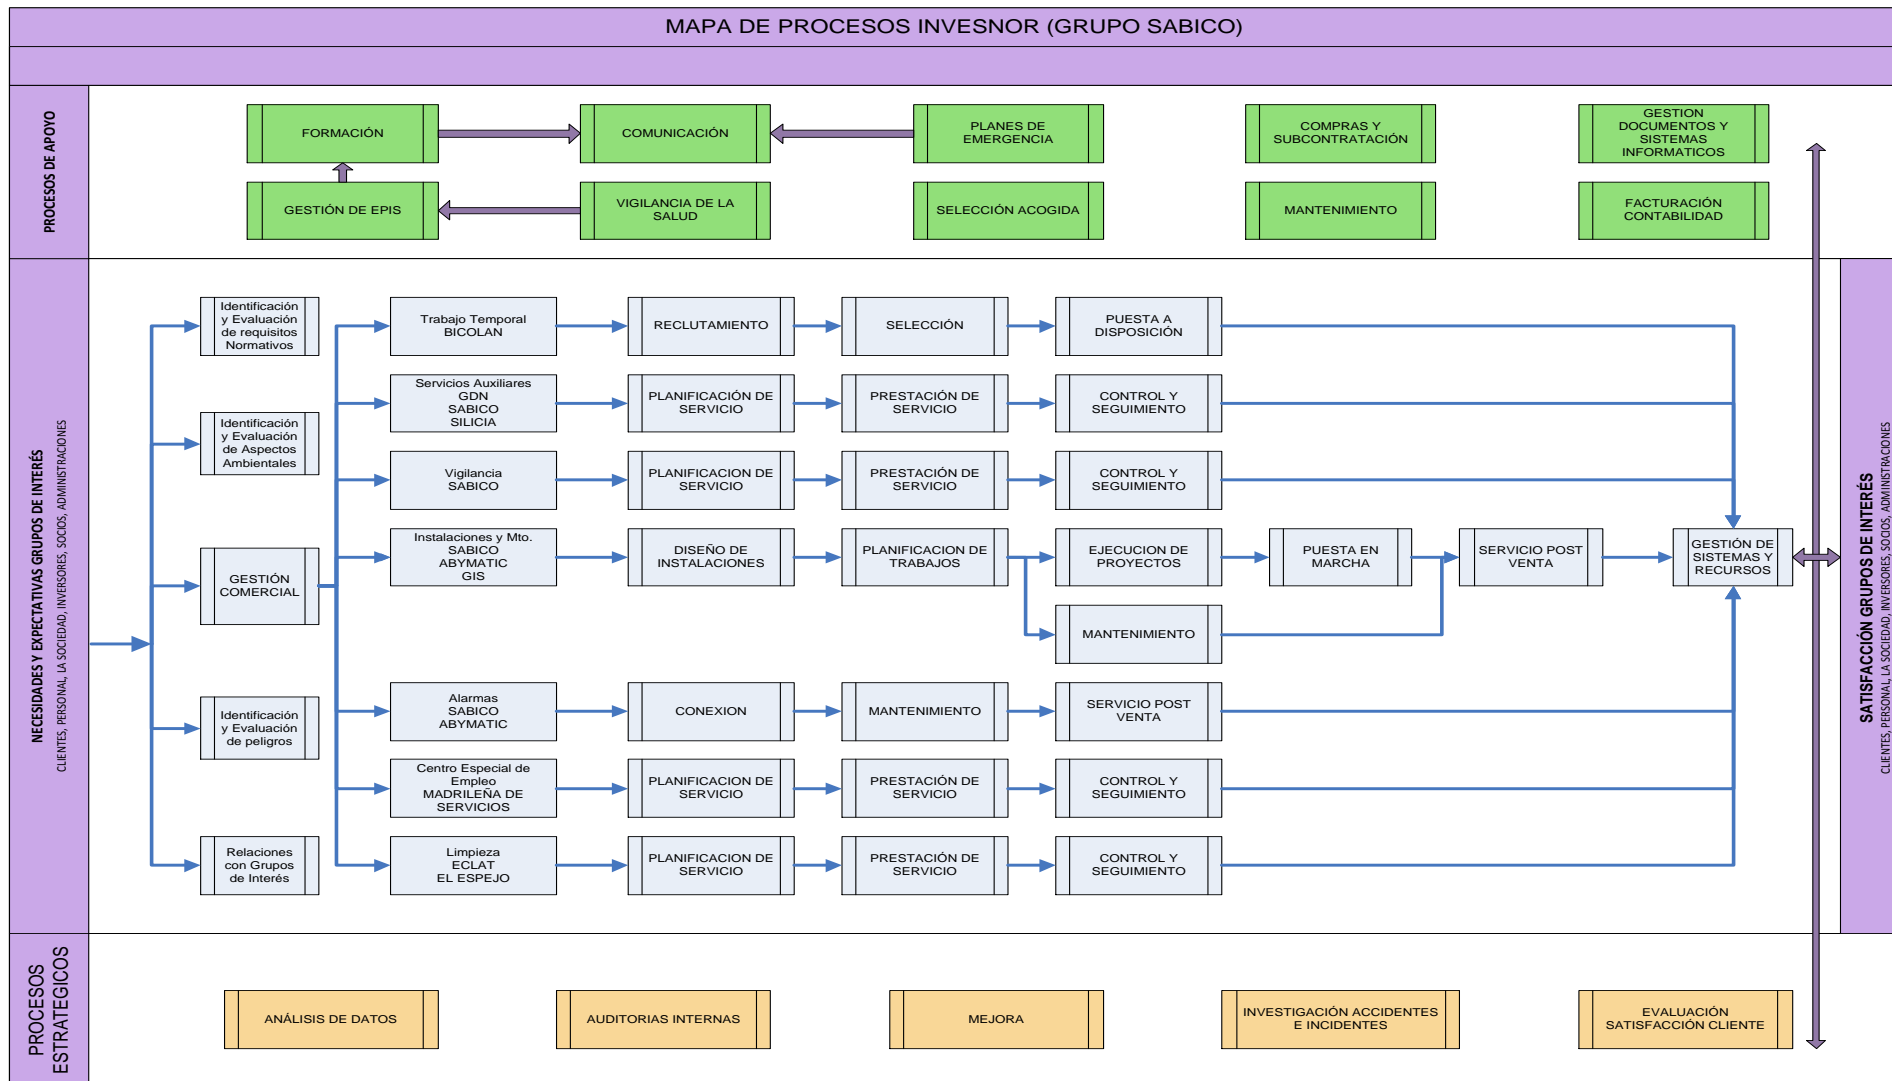 MAPA DE PROCESOS INVESNOR (GRUPO SABICO)
PROCESOS DE APOYO
FORMACIÓN
COMUNICACIÓN
PLANES DE
EMERGENCIA
COMPRAS Y
SUBCONTRATACIÓN
GESTION
DOCUMENTOS Y
SISTEMAS
INFORMATICOS
GESTIÓN DE EPIS
VIGILANCIA DE LA
SALUD
SELECCIÓN ACOGIDA
MANTENIMIENTO
FACTURACIÓN
CONTABILIDAD
NECESIDADES Y EXPECTATIVAS GRUPOS DE INTERÉS
CLIENTES, PERSONAL, LA SOCIEDAD, INVERSORES, SOCIOS, ADMINISTRACIONES
Identificación
y Evaluación
de requisitos
Normativos
Identificación
y Evaluación
de Aspectos
Ambientales
GESTIÓN
COMERCIAL
Identificación
y Evaluación
de peligros
Relaciones
con Grupos
de Interés
Trabajo Temporal
BICOLAN
RECLUTAMIENTO
SELECCIÓN
PUESTA A
DISPOSICIÓN
Servicios Auxiliares
GDN
SABICO
SILICIA
PLANIFICACIÓN DE
SERVICIO
PRESTACIÓN DE
SERVICIO
CONTROL Y
SEGUIMIENTO
Vigilancia
SABICO
PLANIFICACIÓN DE
SERVICIO
PRESTACIÓN DE
SERVICIO
CONTROL Y
SEGUIMIENTO
Instalaciones y Mto.
SABICO
ABYMATIC
GIS
DISEÑO DE
INSTALACIONES
PLANIFICACION DE
TRABAJOS
EJECUCION DE
PROYECTOS
PUESTA EN
MARCHA
SERVICIO POST
VENTA
GESTIÓN DE
SISTEMAS Y
RECURSOS
MANTENIMIENTO
Alarmas
SABICO
ABYMATIC
CONEXION
MANTENIMIENTO
SERVICIO POST
VENTA
Centro Especial de
Empleo
MADRILEÑA DE
SERVICIOS
PLANIFICACION DE
SERVICIO
PRESTACIÓN DE
SERVICIO
CONTROL Y
SEGUIMIENTO
Limpieza
ECLAT
EL ESPEJO
PLANIFICACION DE
SERVICIO
PRESTACIÓN DE
SERVICIO
CONTROL Y
SEGUIMIENTO
SATISFACCIÓN GRUPOS DE INTERÉS
CLIENTES, PERSONAL, LA SOCIEDAD, INVERSORES, SOCIOS, ADMINISTRACIONES
PROCESOS
ESTRATEGICOS
ANÁLISIS DE DATOS
AUDITORIAS INTERNAS
MEJORA
INVESTIGACIÓN ACCIDENTES
E INCIDENTES
EVALUACIÓN
SATISFACCIÓN CLIENTE